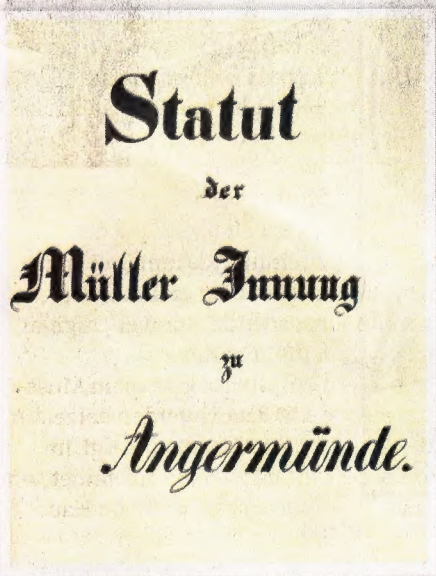 Statut
der
Müller Innung
zu
Angermünde.